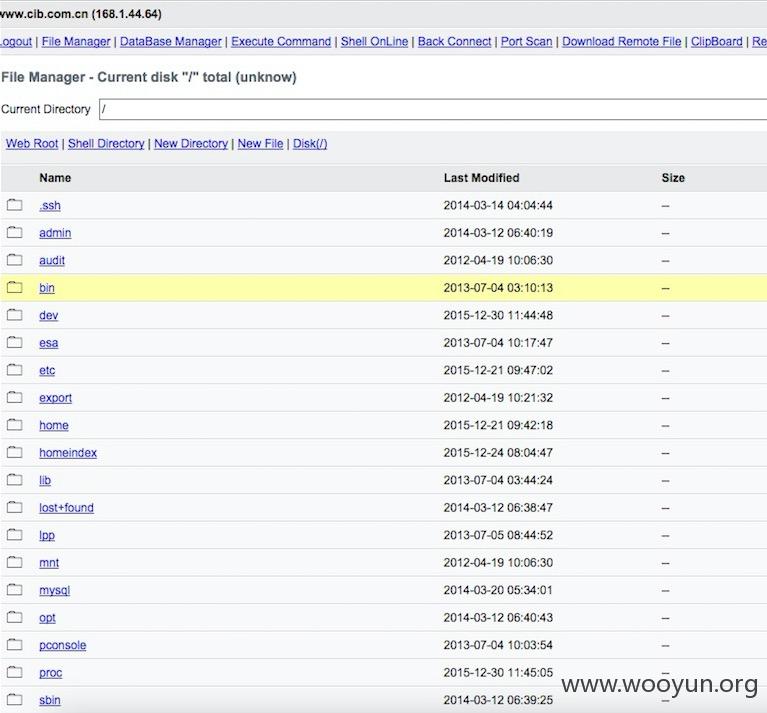 www.cib.com.cn (168.1.44.64)
Logout | File Manager | DataBase Manager | Execute Command | Shell OnLine | Back Connect | Port Scan | Download Remote File | ClipBoard | Re
File Manager - Current disk "/" total (unknow)
Current Directory /
Web Root | Shell Directory | New Directory | New File | Disk(/)
Name Last Modified Size
.ssh 2014-03-14 04:04:44 --
admin 2014-03-12 06:40:19 --
audit 2012-04-19 10:06:30 --
bin 2013-07-04 03:10:13 --
dev 2015-12-30 11:44:48 --
esa 2013-07-04 10:17:47 --
etc 2015-12-21 09:47:02 --
export 2012-04-19 10:21:32 --
home 2015-12-21 09:42:18 --
homeindex 2015-12-24 08:04:47 --
lib 2013-07-04 03:44:24 --
lost+found 2014-03-12 06:38:47 --
lpp 2013-07-05 08:44:52 --
mnt 2012-04-19 10:06:30 --
mysql 2014-03-20 05:34:01 --
opt 2014-03-12 06:40:43 --
pconsole 2013-07-04 10:03:54 --
proc 2015-12-30 11:45:05 --
sbin 2014-03-12 06:39:25 --
www.wooyun.org